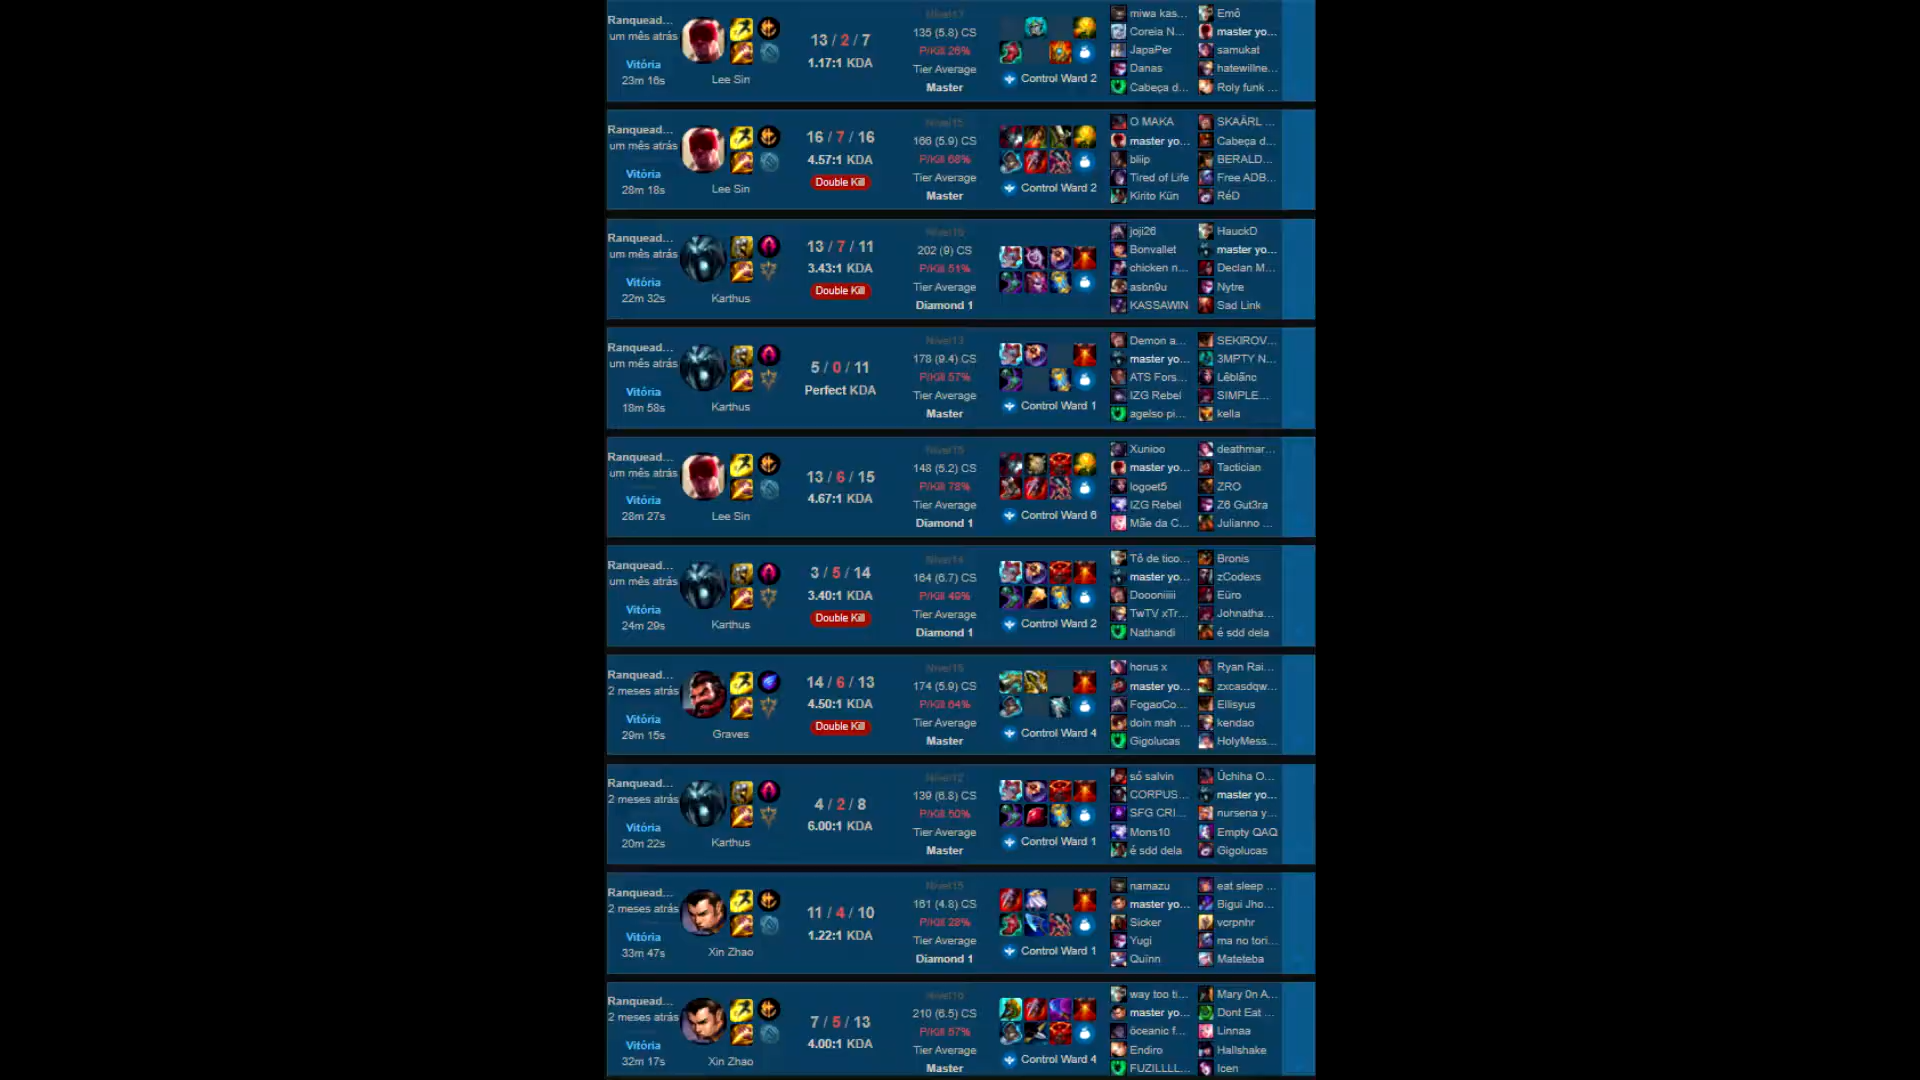 Ranquead...
um mês atrás
Vitória
23m 16s
Lee Sin
13 / 2 / 7
1.17:1 KDA
Nível17
135 (5.8) CS
P/Kill 26%
Tier Average
Master
Control Ward 2
miwa kas...
Coreia N...
JapaPer
Danas
Cabeça d...
Emô
master yo...
samukat
hatewillne...
Roly funk ...
Ranquead...
um mês atrás
Vitória
28m 18s
Lee Sin
16 / 7 / 16
4.57:1 KDA
Double Kill
Nível15
166 (5.9) CS
P/Kill 68%
Tier Average
Master
Control Ward 2
O MAKA
master yo...
bliip
Tired of Life
Kirito Kün
SKAÄRL ...
Cabeça d...
BERALD...
Free ADB...
RéD
Ranquead...
um mês atrás
Vitória
22m 32s
Karthus
13 / 7 / 11
3.43:1 KDA
Double Kill
202 (9) CS
P/Kill 51%
Tier Average
Diamond 1
joji26
Bonvallet
chicken n...
asbn9u
KASSAWIN
HauckD
master yo...
Declan M...
Nytre
Sad Link
Ranquead...
um mês atrás
Vitória
18m 58s
Karthus
5 / 0 / 11
Perfect KDA
Nível13
178 (9.4) CS
P/Kill 57%
Tier Average
Master
Control Ward 1
Demon a...
master yo...
ATS Fors...
IZG Rebel
agelso pi...
SEKIROV...
3MPTY N...
Lêblãnc
SIMPLE...
kella
Ranquead...
um mês atrás
Vitória
28m 27s
Lee Sin
13 / 6 / 15
4.67:1 KDA
Nível15
148 (5.2) CS
P/Kill 78%
Tier Average
Diamond 1
Control Ward 6
Xunioo
master yo...
logoet5
IZG Rebel
Mãe da C...
deathmar...
Tactician
ZRO
Z6 Gut3ra
Julianno ...
Ranquead...
um mês atrás
Vitória
24m 29s
Karthus
3 / 5 / 14
3.40:1 KDA
Double Kill
Nível14
164 (6.7) CS
P/Kill 49%
Tier Average
Diamond 1
Control Ward 2
Tô de tico...
master yo...
Doooniiiii
TwTV xTr...
Nathandi
Bronis
zCodexs
Eüro
Johnatha...
é sdd dela
Ranquead...
2 meses atrás
Vitória
29m 15s
Graves
14 / 6 / 13
4.50:1 KDA
Double Kill
Nível15
174 (5.9) CS
P/Kill 64%
Tier Average
Master
Control Ward 4
horus x
master yo...
FogaoCo...
doin mah ...
Gigolucas
Ryan Rai...
zxcasdqw...
Ellisyus
kendao
HolyMess...
Ranquead...
2 meses atrás
Vitória
20m 22s
Karthus
4 / 2 / 8
6.00:1 KDA
Nível12
139 (6.8) CS
P/Kill 50%
Tier Average
Master
Control Ward 1
só salvin
CORPUS...
SFG CRI...
Mons10
é sdd dela
Üchiha O...
master yo...
nursena y...
Empty QAQ
Gigolucas
Ranquead...
2 meses atrás
Vitória
33m 47s
Xin Zhao
11 / 4 / 10
1.22:1 KDA
Nível15
161 (4.8) CS
P/Kill 28%
Tier Average
Diamond 1
Control Ward 1
namazu
master yo...
Sicker
Yugi
Quinn
eat sleep ...
Bigui Jho...
vcrpnhr
ma no tori...
Mateteba
Ranquead...
2 meses atrás
Vitória
32m 17s
Xin Zhao
7 / 5 / 13
4.00:1 KDA
Nível16
210 (6.5) CS
P/Kill 57%
Tier Average
Master
Control Ward 4
way too ti...
master yo...
öceanic f...
Endiro
FUZILLLL...
Mary 0n A...
Dont Eat ...
Linnaa
Hallshake
Icen